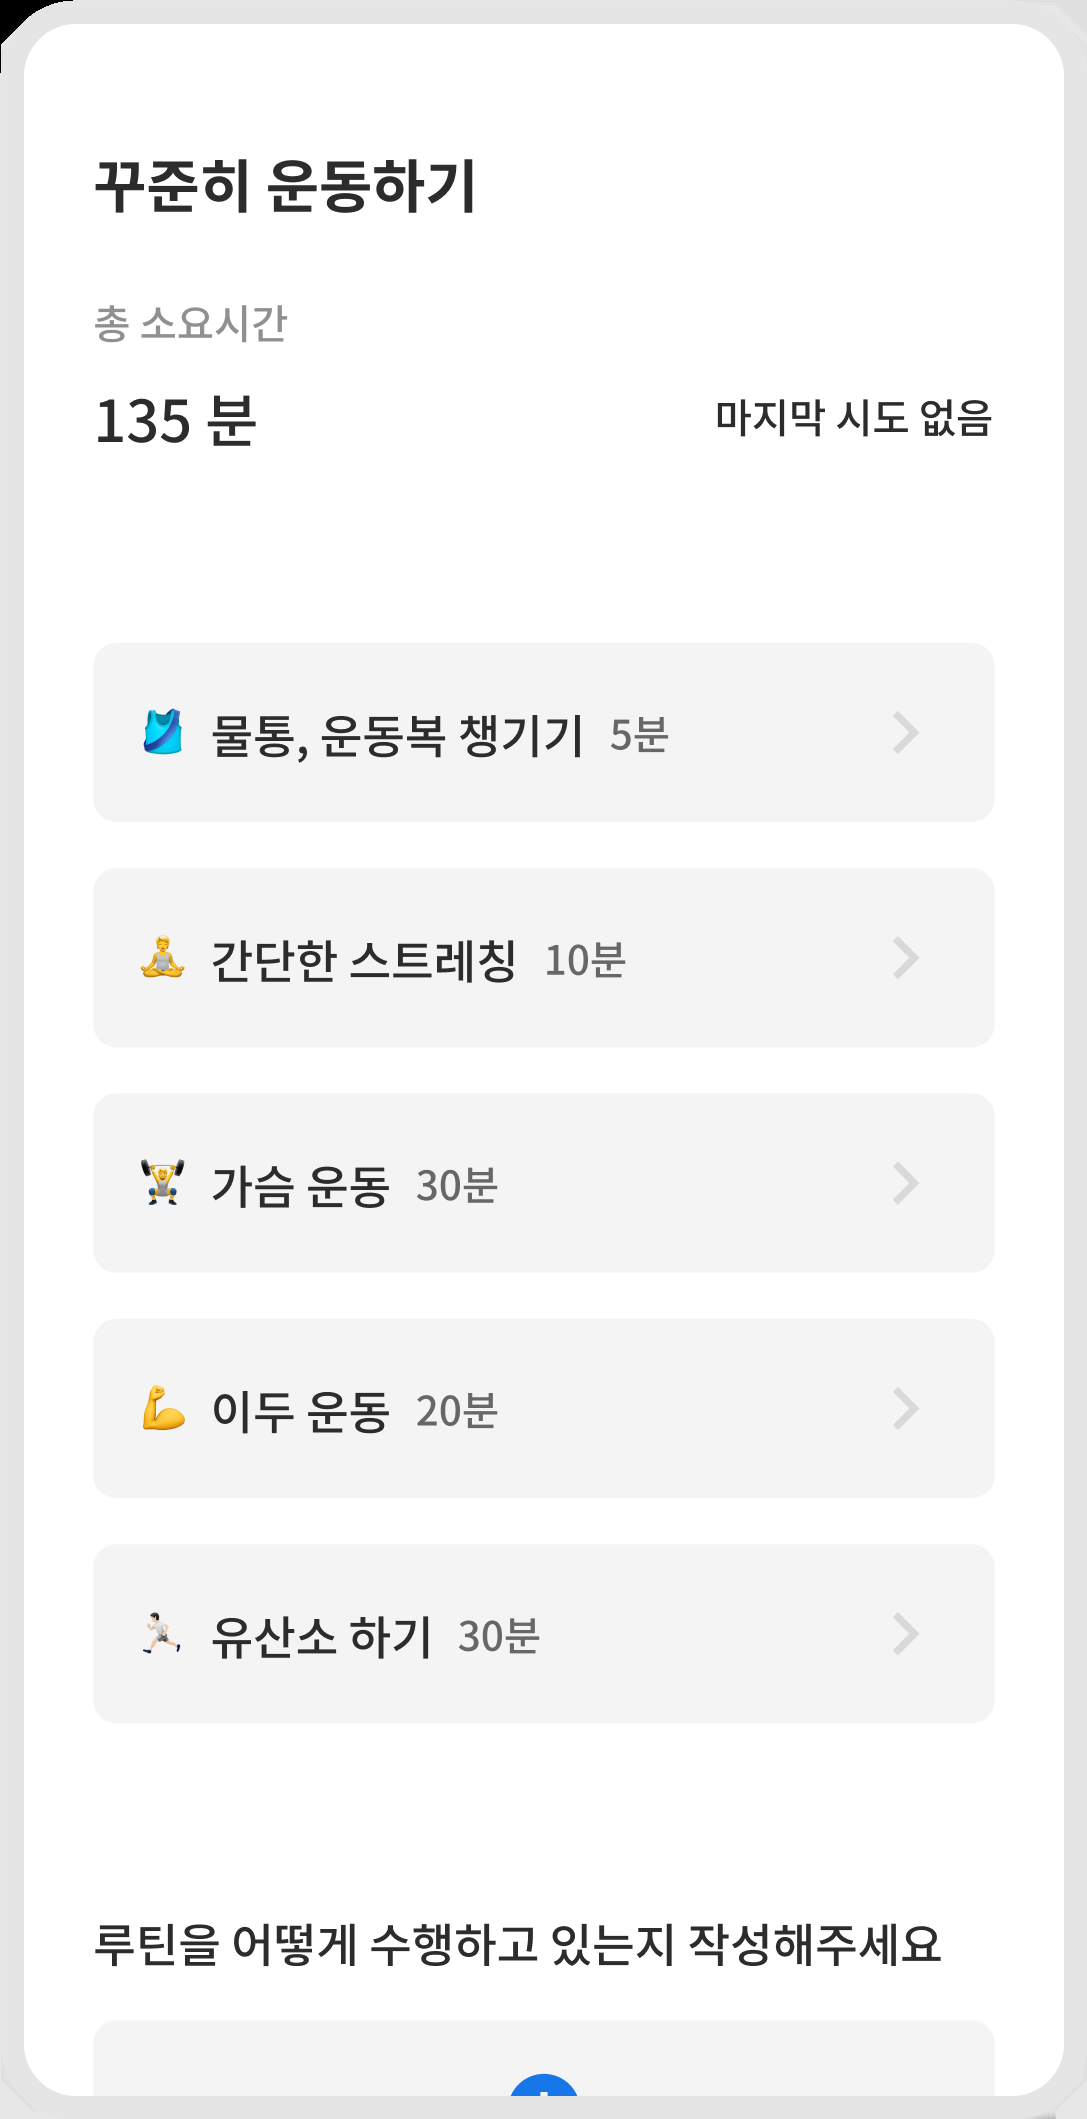 꾸준히 운동하기
총 소요시간
135 분
마지막 시도 없음
물통, 운동복 챙기기 5분
간단한 스트레칭 10분
가슴 운동 30분
이두 운동 20분
유산소 하기 30분
루틴을 어떻게 수행하고 있는지 작성해주세요